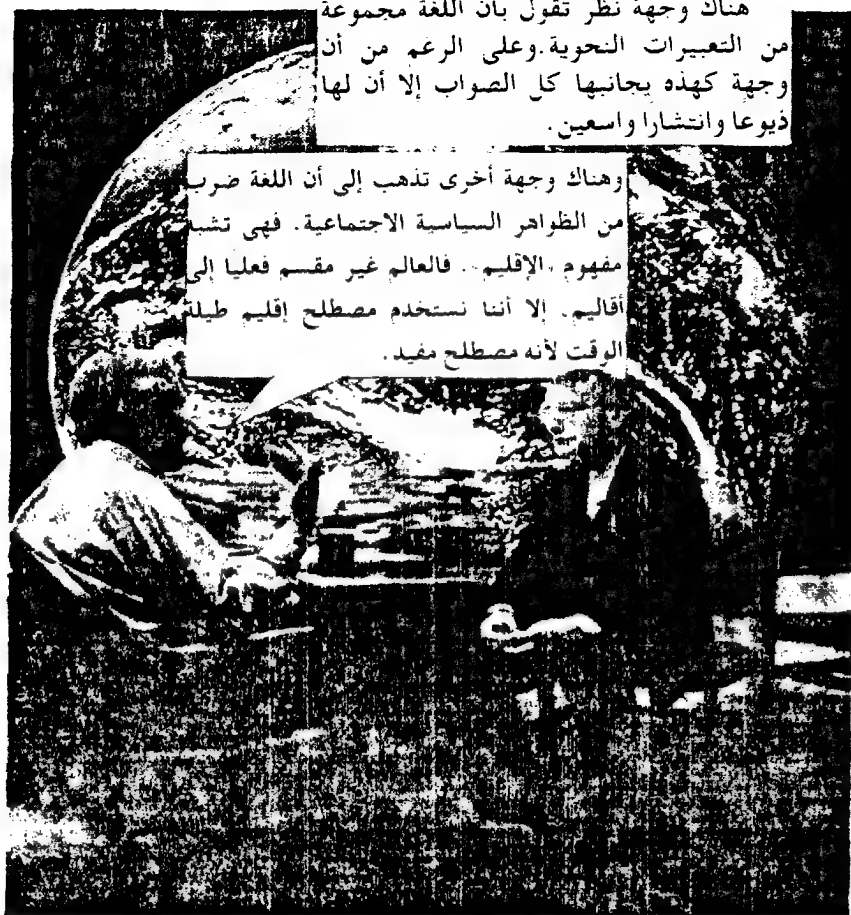 هناك وجهة نظر تقول بأن اللغة مجموعة
من التعبيرات النحوية.وعلى الرغم من أن
وجهة كهذه يجانبها كل الصواب إلا أن لها
ذيوعا وانتشارا واسعين.
وهناك وجهة أخرى تذهب إلى أن اللغة ضرب
من الظواهر السياسية الاجتماعية. فهى تشبه
مفهوم «الإقليم».. فالعالم غير مقسم فعليا إلى
أقاليم. إلا أننا نستخدم مصطلح إقليم طيلة
الوقت لأنه مصطلح مفيد.